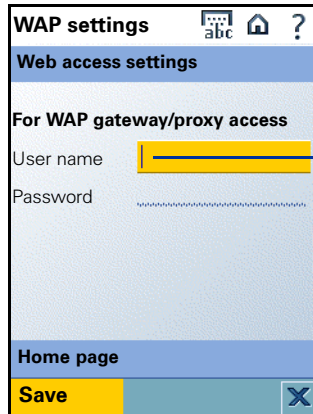 WAP settings abc ?
Web access settings
For WAP gateway/proxy access
User name
Password
Home page
Save